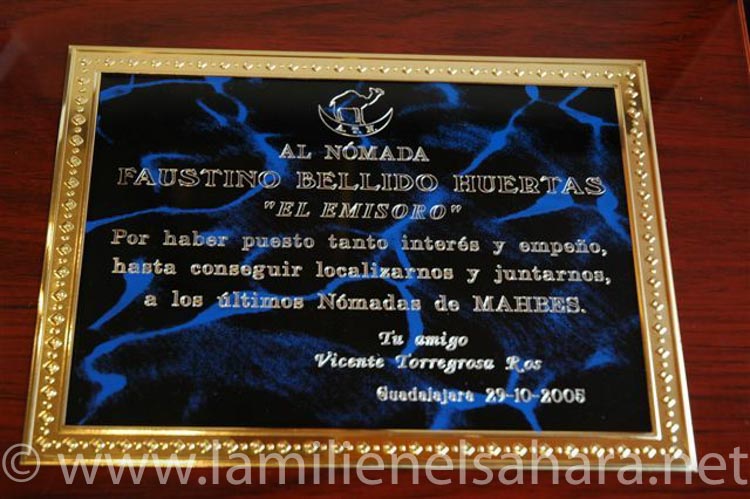 A T N
AL NÓMADA
FAUSTINO BELLIDO HUERTAS
"EL EMISORO"
Por haber puesto tanto interés y empeño,
hasta conseguir localizarnos y juntarnos,
a los últimos Nómadas de MAHBES.
Tu amigo
Vicente Torregrosa Ros
Guadalajara 29-10-2005
© www.lamilienelsahara.net